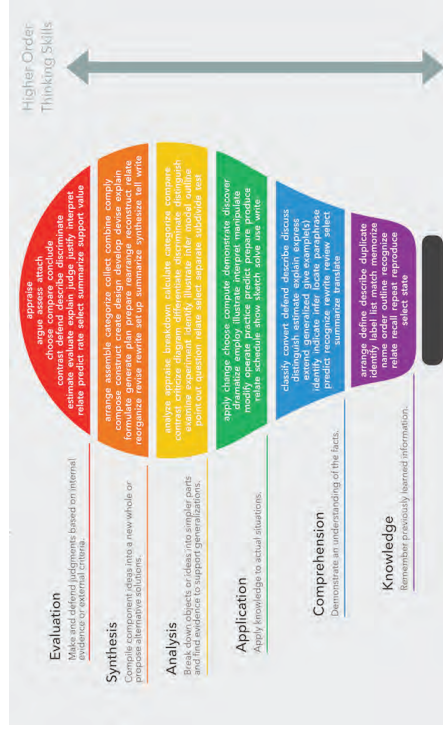 Higher Order
Thinking Skills
Evaluation
Make and defend judgments based on internal
evidence or external criteria.
appraise
argue assess attach
choose compare conclude
contrast defend describe discriminate
estimate evaluate explain judge justify interpret
relate predict rate select summarize support value
Synthesis
Compile component ideas into a new whole or
propose alternative solutions.
arrange assemble categorize collect combine comply
compose construct create design develop devise explain
formulate generate plan prepare rearrange reconstruct relate
reorganize revise rewrite set up summarize synthesize tell write
Analysis
Break down objects or ideas into simpler parts
and find evidence to support generalizations.
analyze appraise breakdown calculate categorize compare
contrast criticize diagram differentiate discriminate distinguish
examine experiment identify illustrate infer model outline
point out question relate select separate subdivide test
Application
Apply knowledge to actual situations.
apply change choose compute demonstrate discover
dramatize employ illustrate interpret manipulate
modify operate practice predict prepare produce
relate schedule show sketch solve use write
Comprehension
Demonstrate an understanding of the facts.
classify convert defend describe discuss
distinguish estimate explain express
extend generalized give example(s)
identify indicate infer locate paraphrase
predict recognize rewrite review select
summarize translate
Knowledge
Remember previously learned information.
arrange define describe duplicate
identify label list match memorize
name order outline recognize
relate recall repeat reproduce
select state